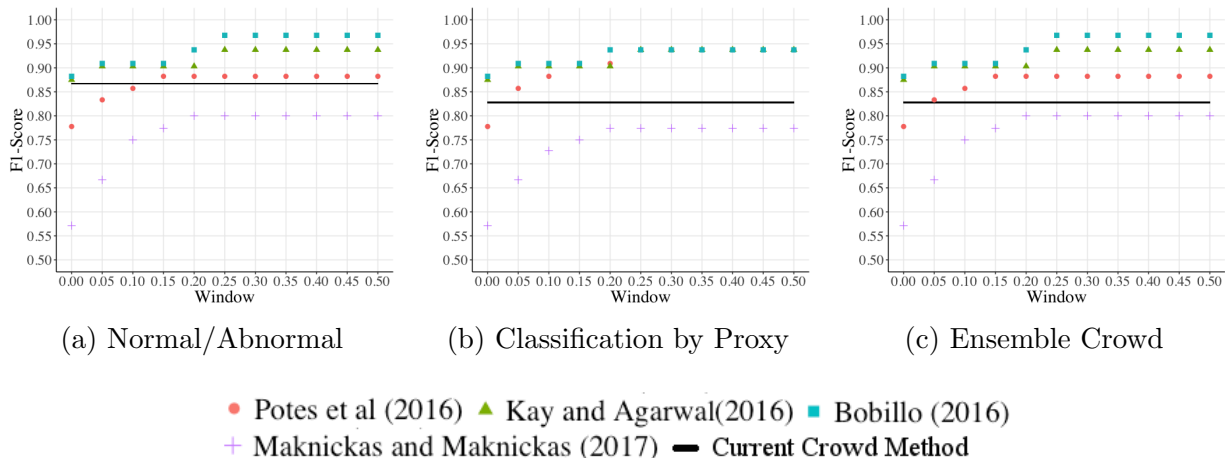 1.00
0.95
0.90
0.85
0.80
0.75
0.70
0.65
0.60
0.55
0.50
F1-Score
0.00 0.05 0.10 0.15 0.20 0.25 0.30 0.35 0.40 0.45 0.50
Window
(a) Normal/Abnormal
1.00
0.95
0.90
0.85
0.80
0.75
0.70
0.65
0.60
0.55
0.50
F1-Score
0.00 0.05 0.10 0.15 0.20 0.25 0.30 0.35 0.40 0.45 0.50
Window
(b) Classification by Proxy
1.00
0.95
0.90
0.85
0.80
0.75
0.70
0.65
0.60
0.55
0.50
F1-Score
0.00 0.05 0.10 0.15 0.20 0.25 0.30 0.35 0.40 0.45 0.50
Window
(c) Ensemble Crowd
Potes et al (2016) Kay and Agarwal(2016) Bobillo (2016)
Maknickas and Maknickas (2017) Current Crowd Method